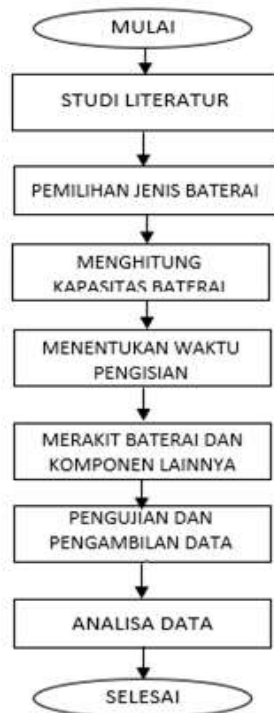 MULAI
STUDI LITERATUR
PEMILIHAN JENIS BATERAI
MENGHITUNG
KAPASITAS BATERAI
MENENTUKAN WAKTU
PENGISIAN
MERAKIT BATERAI DAN
KOMPONEN LAINNYA
PENGUJIAN DAN
PENGAMBILAN DATA
ANALISA DATA
SELESAI